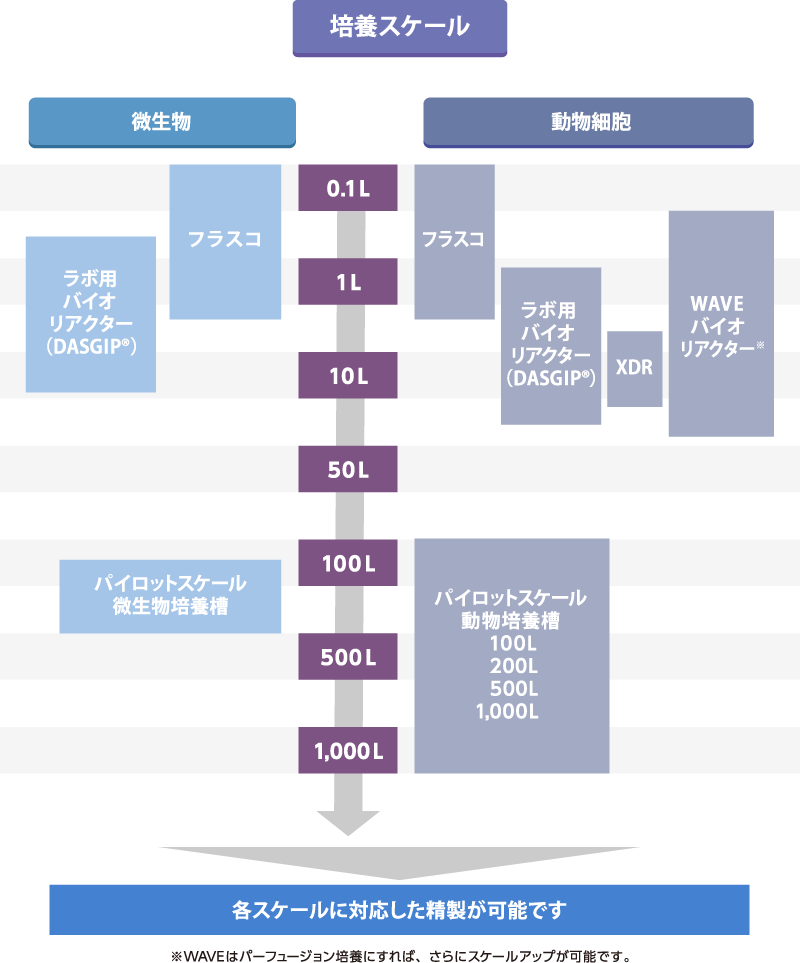 培養スケール
微生物
動物細胞
フラスコ
ラボ用
バイオ
リアクター
（DASGIP®）
0.1L
1L
10L
50L
100L
500L
1,000L
フラスコ
ラボ用
バイオ
リアクター
（DASGIP®）
XDR
WAVE
バイオ
リアクター※
パイロットスケール
微生物培養槽
パイロットスケール
動物培養槽
100L
200L
500L
1,000L
各スケールに対応した精製が可能です
※WAVEはパーフュージョン培養にすれば、さらにスケールアップが可能です。